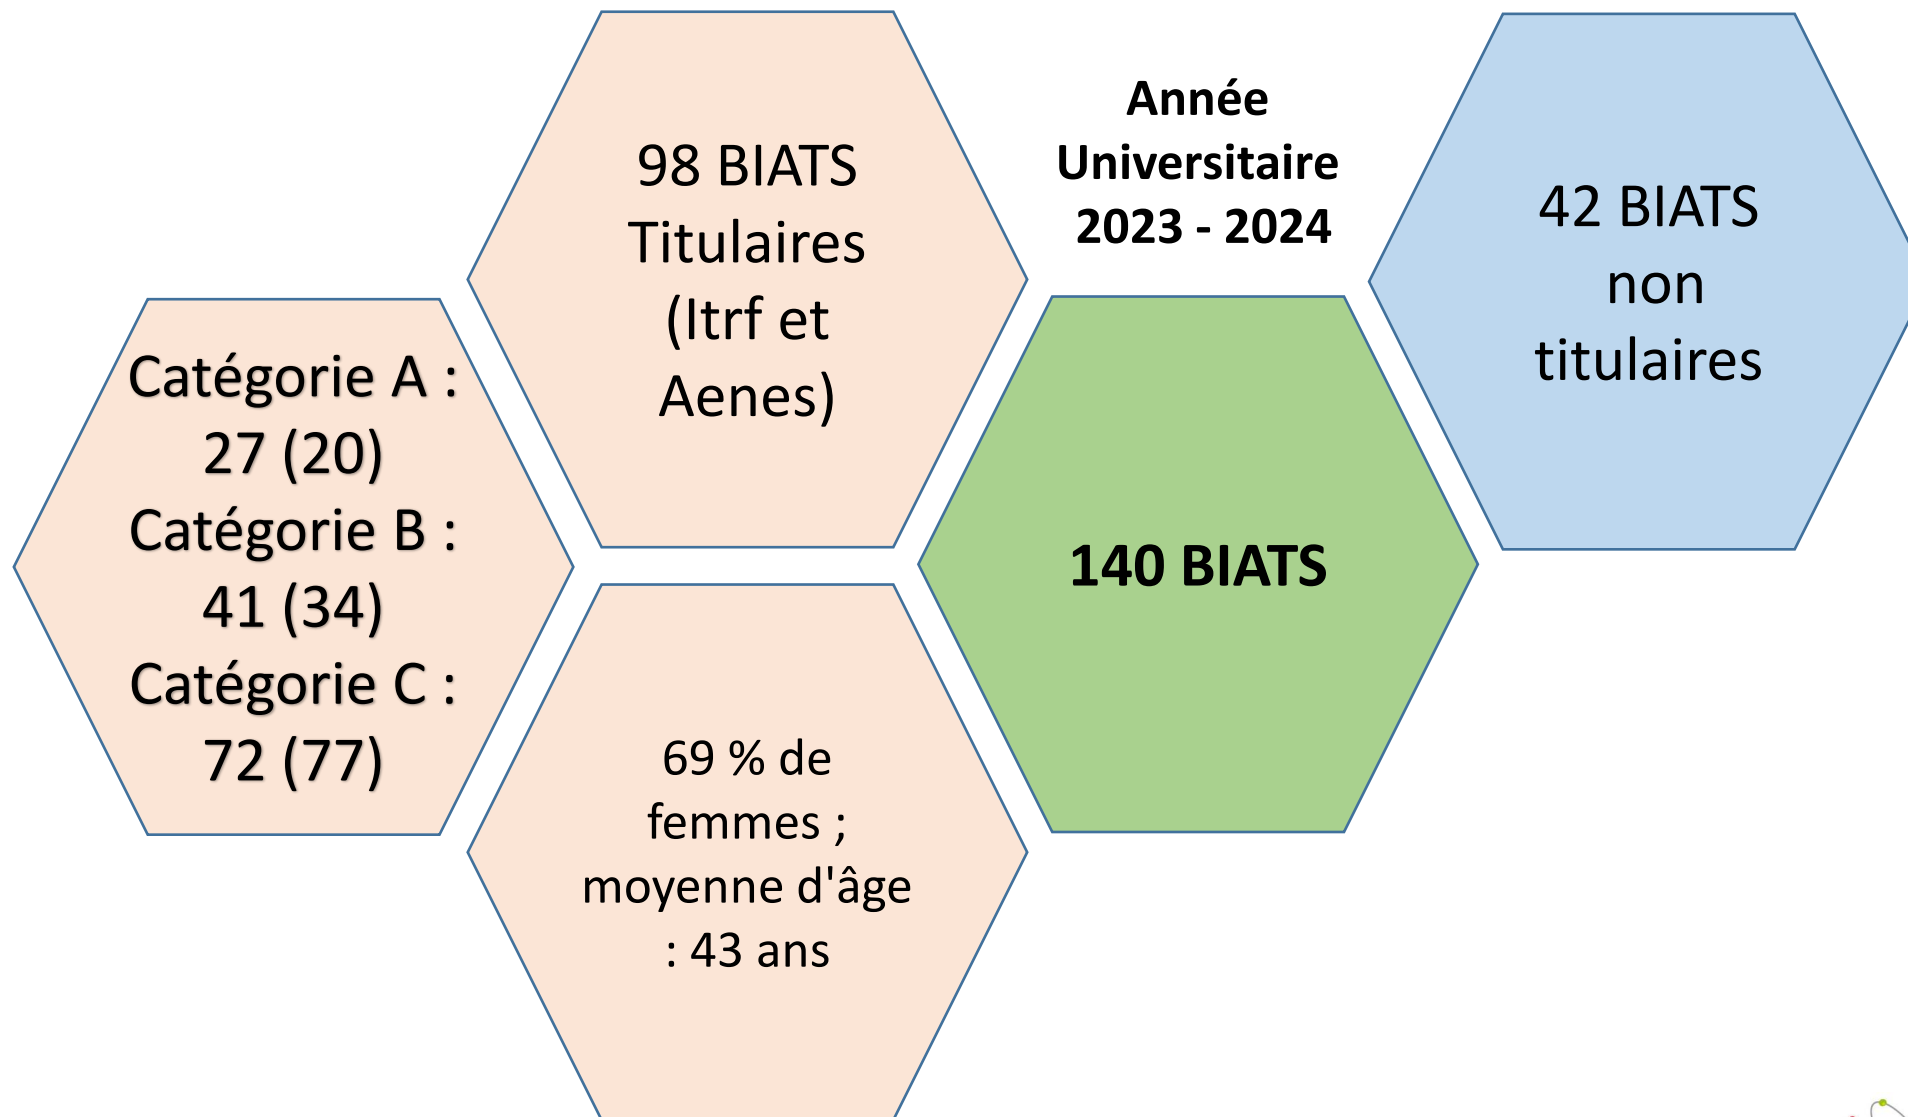 98 BIATS
Titulaires
(Itrf et
Aenes)
Année
Universitaire
2023 - 2024
42 BIATS
non
titulaires
Catégorie A :
27 (20)
Catégorie B :
41 (34)
Catégorie C :
72 (77)
140 BIATS
69 % de
femmes ;
moyenne d'âge
: 43 ans